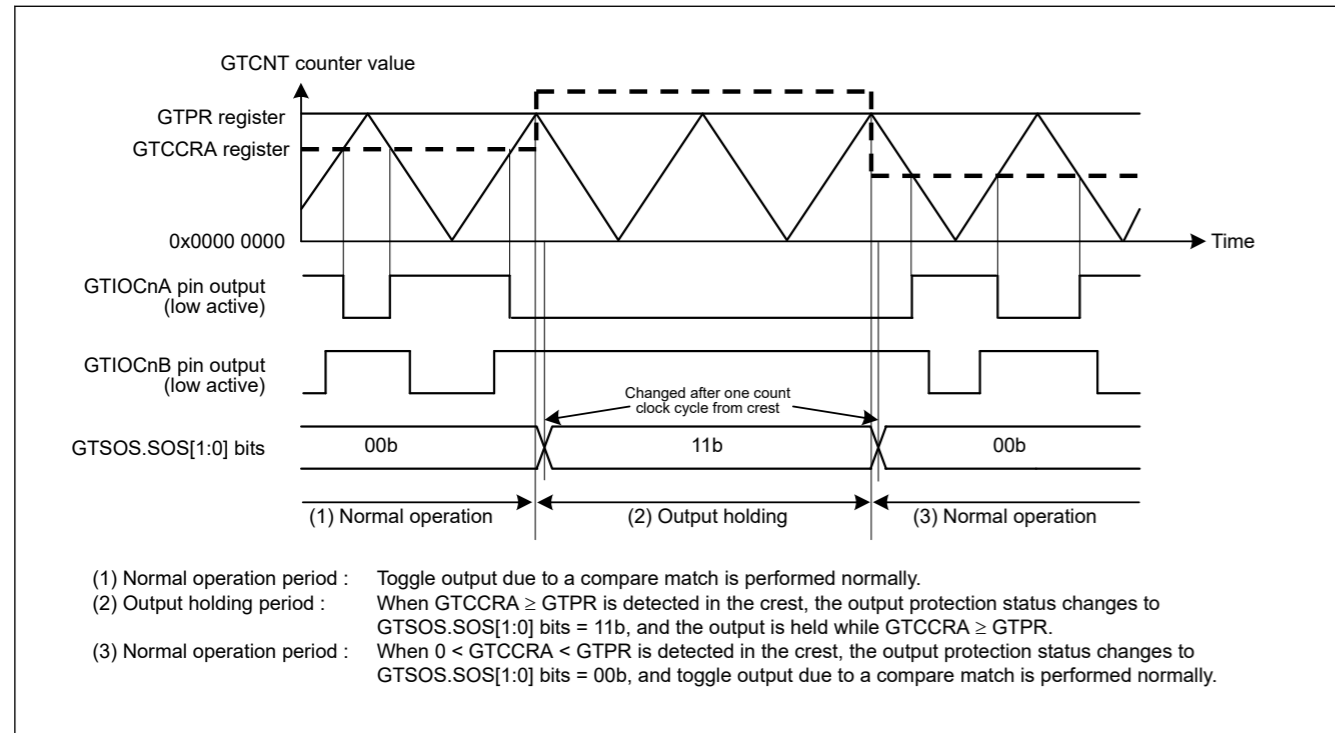 GTCNT counter value
GTPR register
GTCCRA register
0x0000 0000
Time
GTIOCnA pin output
(low active)
GTIOCnB pin output
(low active)
Changed after one count
clock cycle from crest
GTSOS.SOS[1:0] bits
00b
11b
00b
(1) Normal operation
(2) Output holding
(3) Normal operation
(1) Normal operation period : Toggle output due to a compare match is performed normally.
(2) Output holding period : When GTCCRA ≥ GTPR is detected in the crest, the output protection status changes to
GTSOS.SOS[1:0] bits = 11b, and the output is held while GTCCRA ≥ GTPR.
(3) Normal operation period : When 0 < GTCCRA < GTPR is detected in the crest, the output protection status changes to
GTSOS.SOS[1:0] bits = 00b, and toggle output due to a compare match is performed normally.